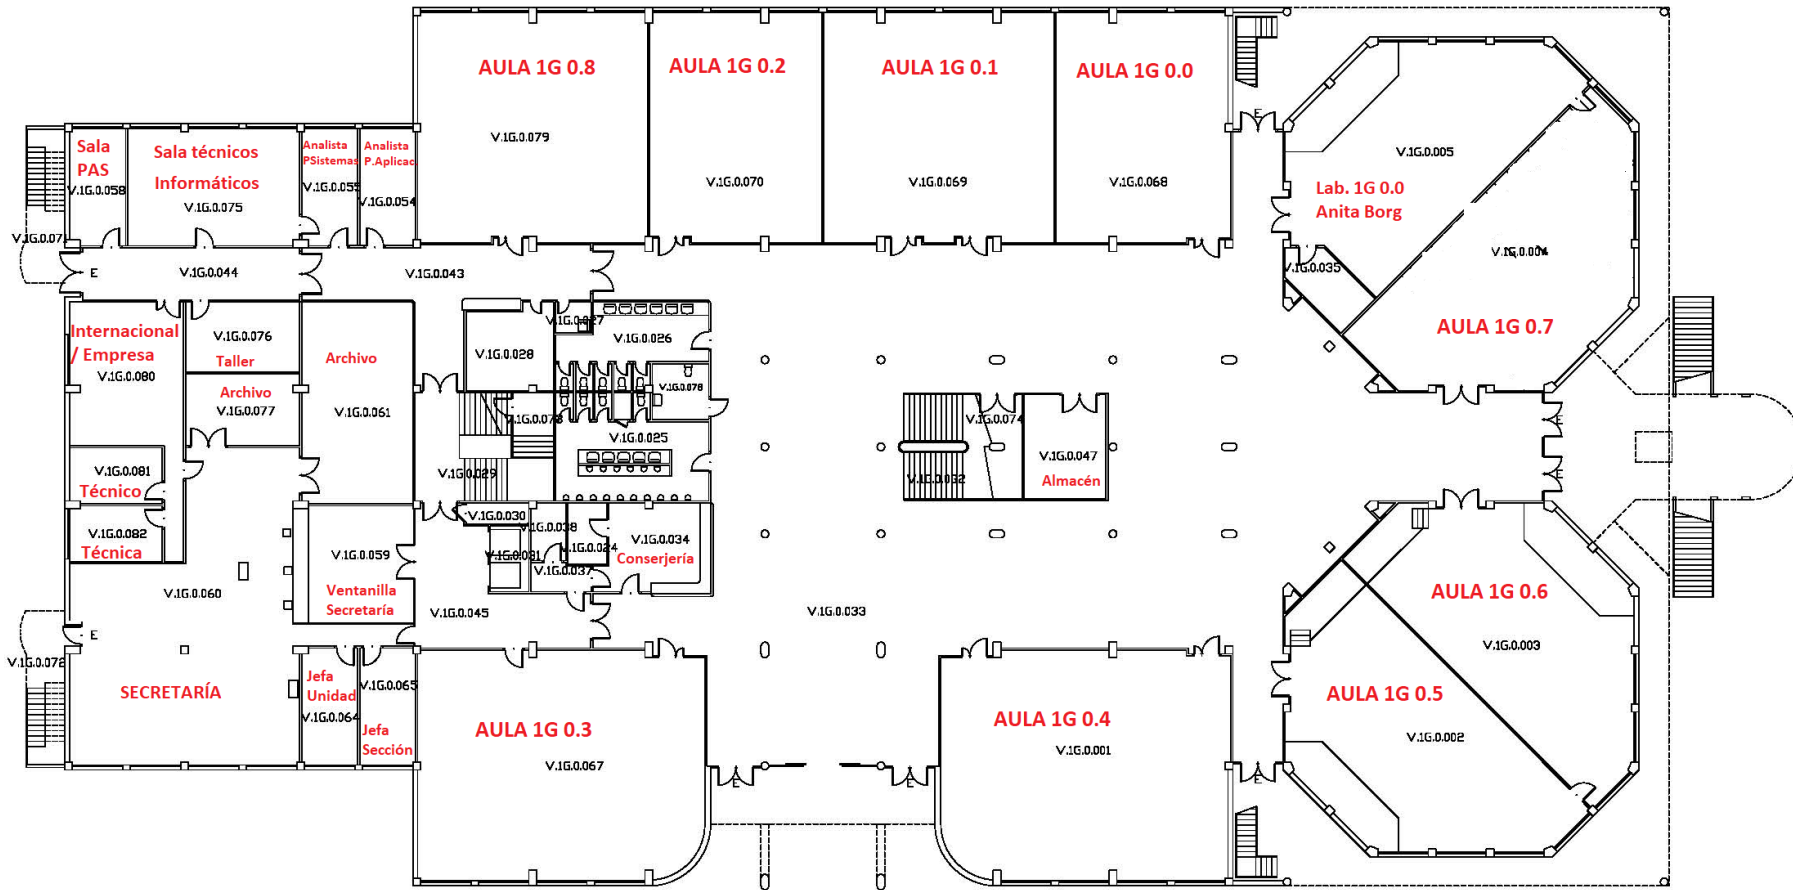 AULA 1G 0.8
AULA 1G 0.2
AULA 1G 0.1
AULA 1G 0.0
V.1G.0.079
V.1G.0.070
V.1G.0.069
V.1G.0.068
E
Sala
PAS
V.1G.0.058
Sala técnicos
Informáticos
V.1G.0.075
Analista
PSistemas
V.1G.0.055
Analista
P.Aplicac
V.1G.0.054
V.1G.0.005
Lab. 1G 0.0
Anita Borg
V.1G.0.035
V.1G.0.004
AULA 1G 0.7
V.1G.0.071
E
V.1G.0.044
V.1G.0.043
Internacional
/ Empresa
V.1G.0.080
V.1G.0.076
Taller
Archivo
V.1G.0.077
Archivo
V.1G.0.061
V.1G.0.028
V.1G.0.027
V.1G.0.026
V.1G.0.078
V.1G.0.025
V.1G.0.029
V.1G.0.074
V.1G.0.032
V.1G.0.047
Almacén
E
E
V.1G.0.081
Técnico
V.1G.0.082
Técnica
V.1G.0.059
Ventanilla
Secretaría
V.1G.0.030
V.1G.0.038
V.1G.0.031
V.1G.0.024
V.1G.0.037
V.1G.0.034
Conserjería
V.1G.0.060
V.1G.0.045
V.1G.0.033
E
V.1G.0.072
SECRETARÍA
Jefa
Unidad
V.1G.0.064
V.1G.0.065
Jefa
Sección
AULA 1G 0.3
V.1G.0.067
AULA 1G 0.4
V.1G.0.001
AULA 1G 0.6
V.1G.0.003
AULA 1G 0.5
V.1G.0.002
E
E
E